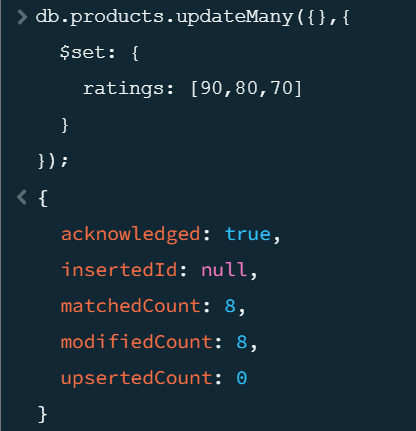 > db.products.updateMany({},{
$set: {
ratings: [90,80,70]
}
});
< {
acknowledged: true,
insertedId: null,
matchedCount: 8,
modifiedCount: 8,
upsertedCount: 0
}